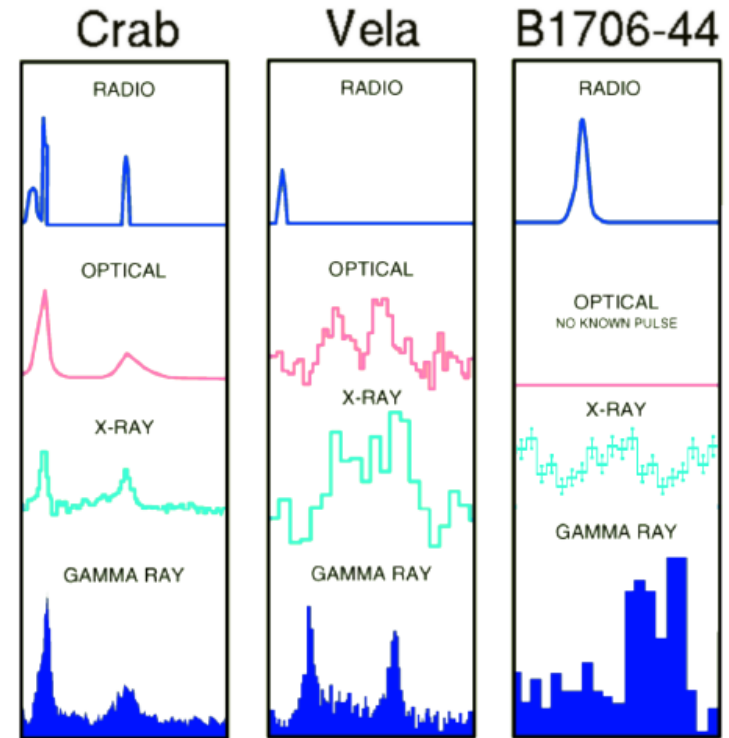 Crab
RADIO
OPTICAL
X-RAY
GAMMA RAY
Vela
RADIO
OPTICAL
X-RAY
GAMMA RAY
B1706-44
RADIO
OPTICAL
NO KNOWN PULSE
X-RAY
GAMMA RAY